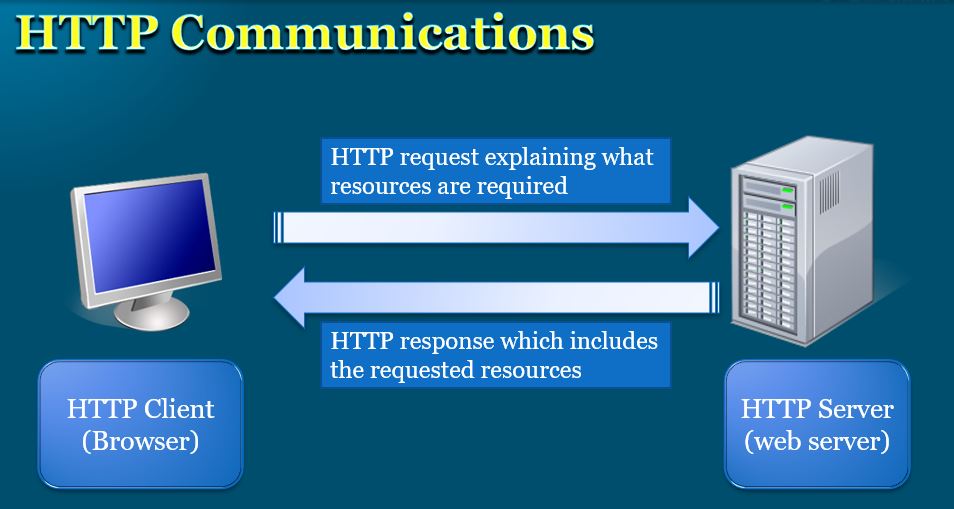 HTTP Communications
HTTP request explaining what
resources are required
HTTP response which includes
the requested resources
HTTP Client
(Browser)
HTTP Server
(web server)